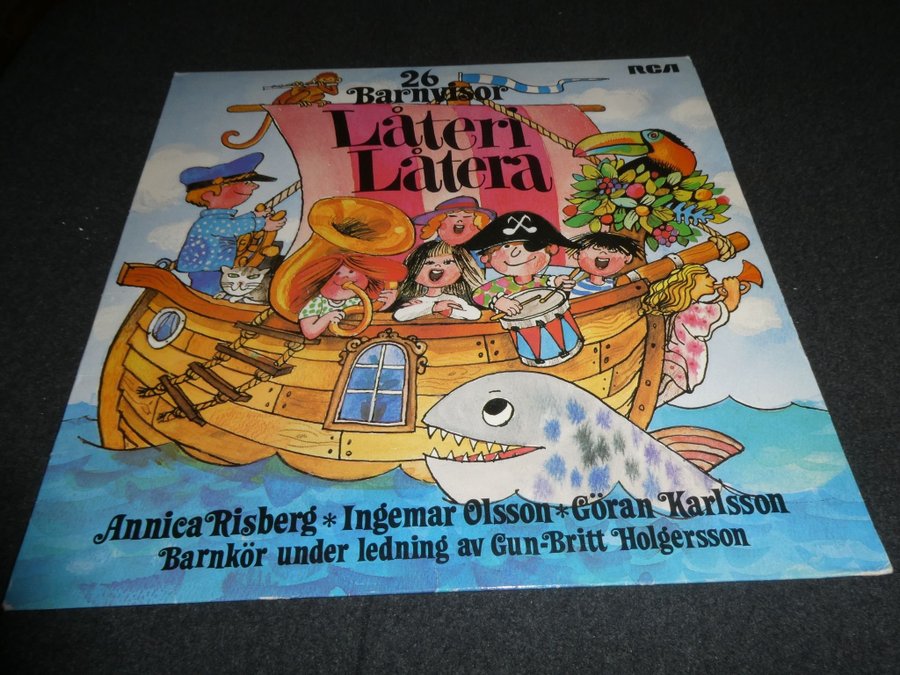 26
Barnvisor
RCA
Låteri
Låtera
Annica Risberg * Ingemar Olsson * Göran Karlsson
Barnkör under ledning av Gun-Britt Holgersson